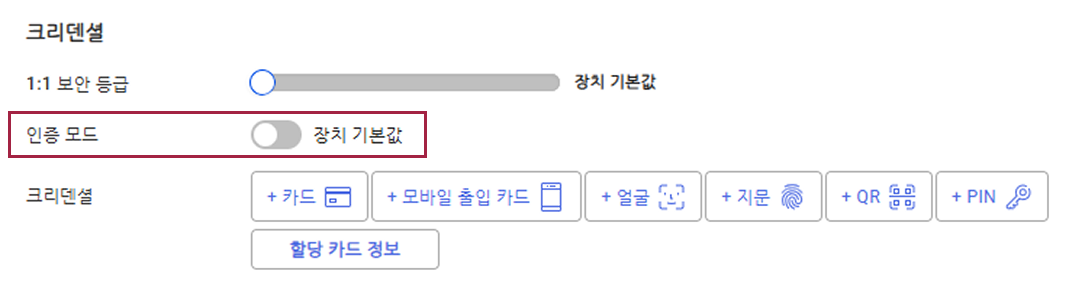 크리덴셜
1:1 보안 등급 장치 기본값
인증 모드 장치 기본값
크리덴셜 + 카드 + 모바일 출입 카드 + 얼굴 + 지문 + QR + PIN
할당 카드 정보